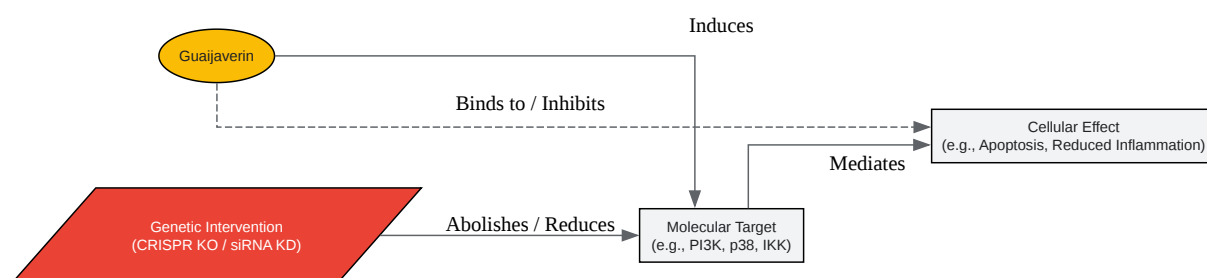 Induces
Guaijaverin
Binds to / Inhibits
Cellular Effect
(e.g., Apoptosis, Reduced Inflammation)
Mediates
Genetic Intervention
(CRISPR KO / siRNA KD)
Abolishes / Reduces
Molecular Target
(e.g., PI3K, p38, IKK)